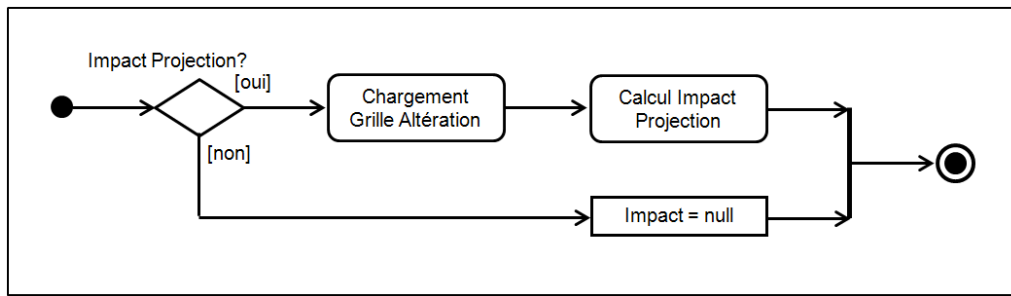 Impact Projection?
[oui]
Chargement
Grille Altération
Calcul Impact
Projection
[non]
Impact = null